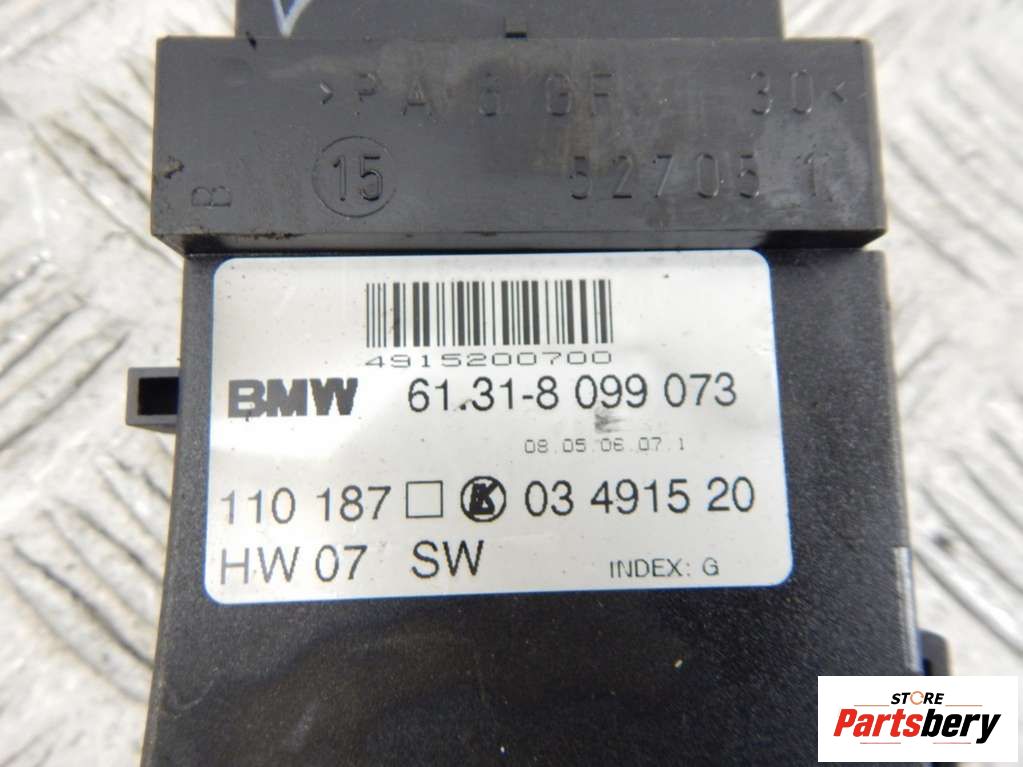 >PA 6 GF 30<
B 15 52705 1
4915200700
BMW 61.31-8 099 073
08.05.06.07.1
110 187 □ K 03 4915 20
HW 07 SW INDEX: G
STORE
Partsbery